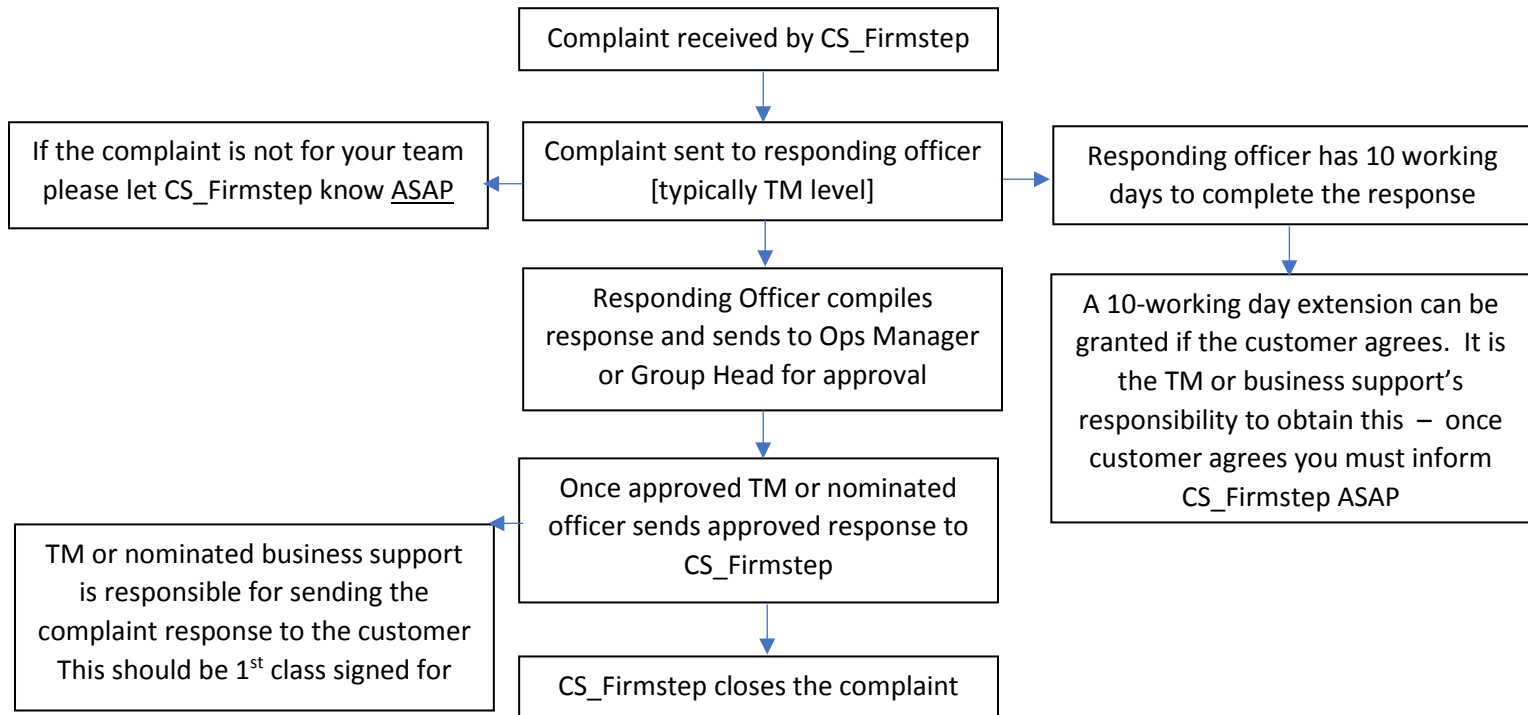 Complaint received by CS_Firmstep
If the complaint is not for your team
please let CS_Firmstep know ASAP
Complaint sent to responding officer
[typically TM level]
Responding officer has 10 working
days to complete the response
Responding Officer compiles
response and sends to Ops Manager
or Group Head for approval
A 10-working day extension can be
granted if the customer agrees.  It is
the TM or business support’s
responsibility to obtain this  –  once
customer agrees you must inform
CS_Firmstep ASAP
Once approved TM or nominated
officer sends approved response to
CS_Firmstep
TM or nominated business support
is responsible for sending the
complaint response to the customer
This should be 1st class signed for
CS_Firmstep closes the complaint